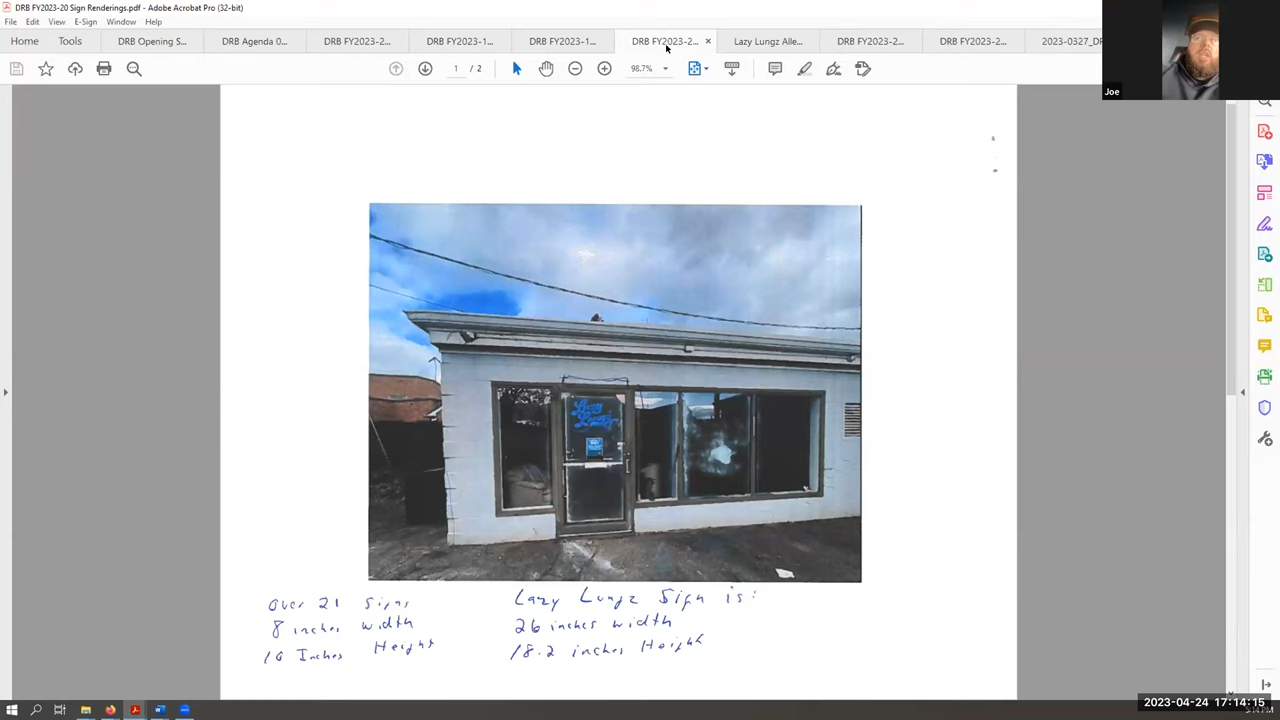 DRB FY2023-20 Sign Renderings.pdf - Adobe Acrobat Pro (32-bit)
File Edit View E-Sign Window Help
Home Tools DRB Opening S... DRB Agenda 0... DRB FY2023-2... DRB FY2023-1... DRB FY2023-1... DRB FY2023-2... Lazy Lungz Alle... DRB FY2023-2... DRB FY2023-2... 2023-0327_DR
1 / 2 98.7%
Joe
Lazy
Lungz
Over 21 Signs
8 inches width
10 Inches Height
Lazy Lungz Sign is:
26 inches width
18.2 inches Height
2023-04-24 17:14:15